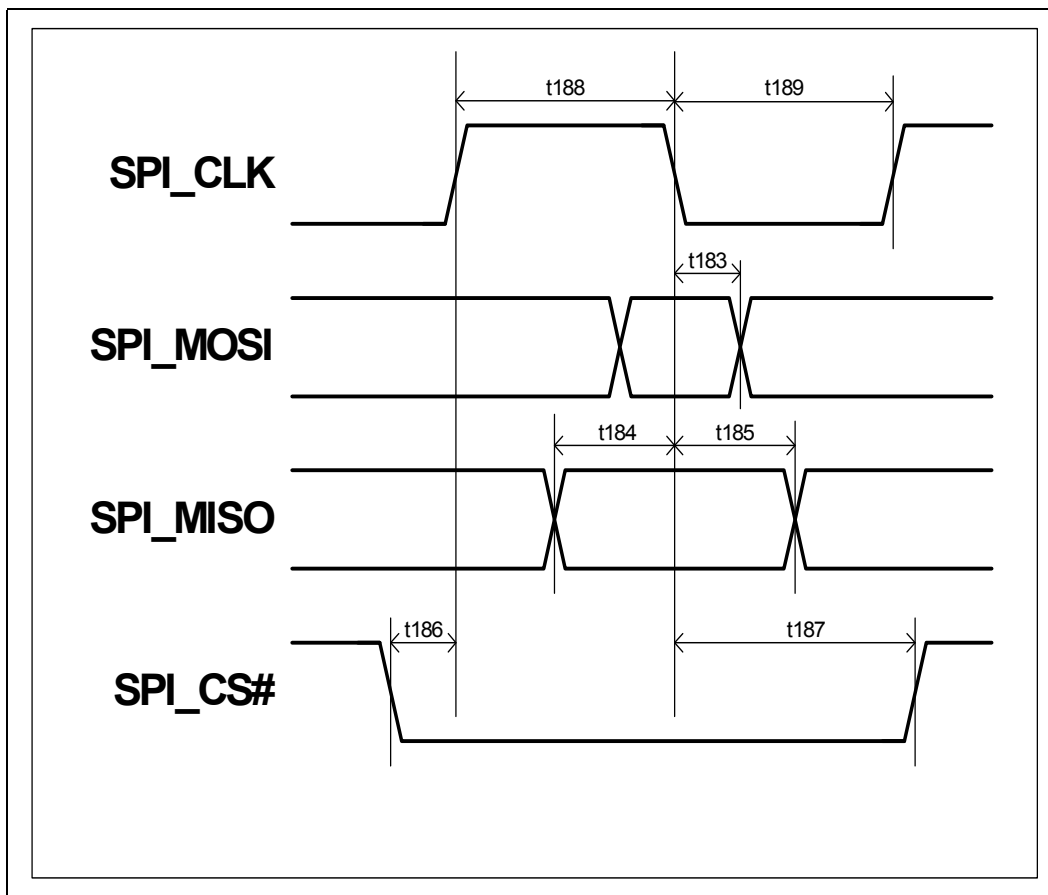 t188
t189
SPI_CLK
t183
SPI_MOSI
t184
t185
SPI_MISO
t186
t187
SPI_CS#